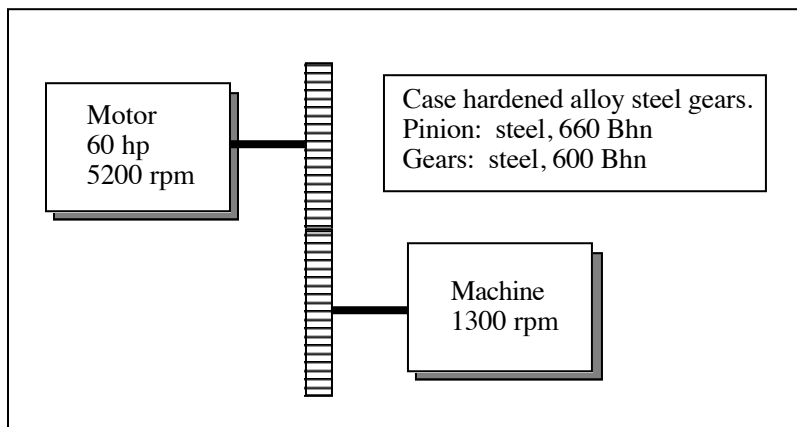 Motor
60 hp
5200 rpm
Case hardened alloy steel gears.
Pinion:  steel, 660 Bhn
Gears:  steel, 600 Bhn
Machine
1300 rpm